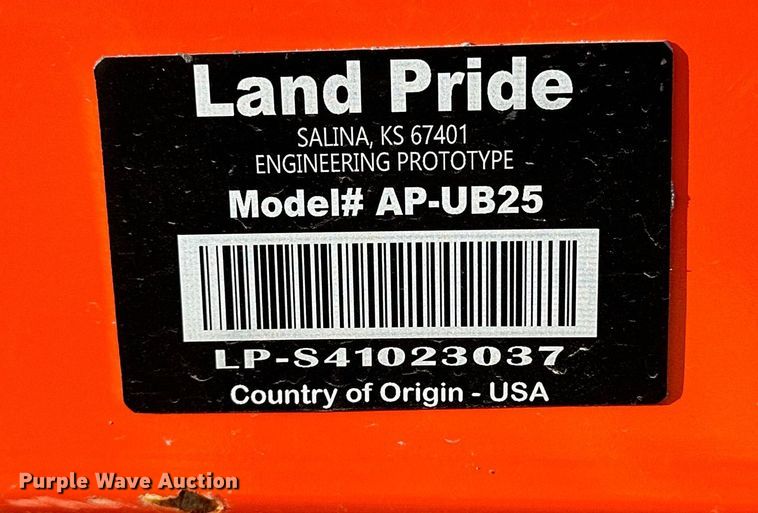 Land Pride
SALINA, KS 67401
ENGINEERING PROTOTYPE
Model# AP-UB25
LP-S41023037
Country of Origin - USA
Purple Wave Auction